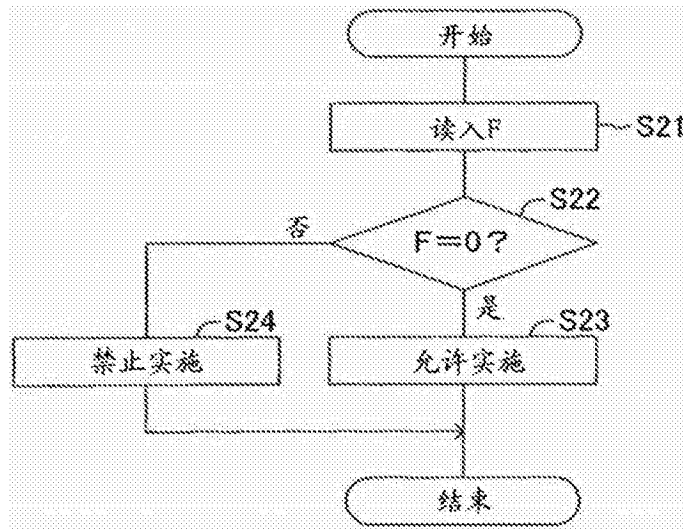 开始
读入F
S21
S22
否
F=0?
是
S24
S23
禁止实施
允许实施
结束